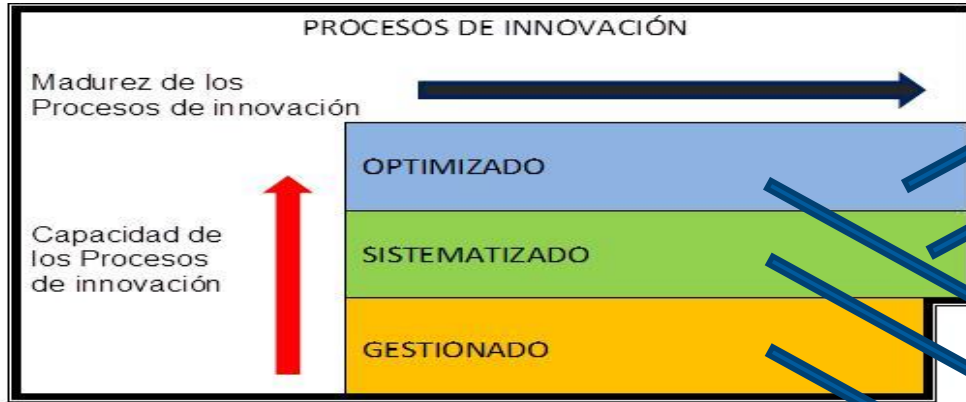 PROCESOS DE INNOVACIÓN
Madurez de los
Procesos de innovación
OPTIMIZADO
Capacidad de
los Procesos
de innovación
SISTEMATIZADO
GESTIONADO